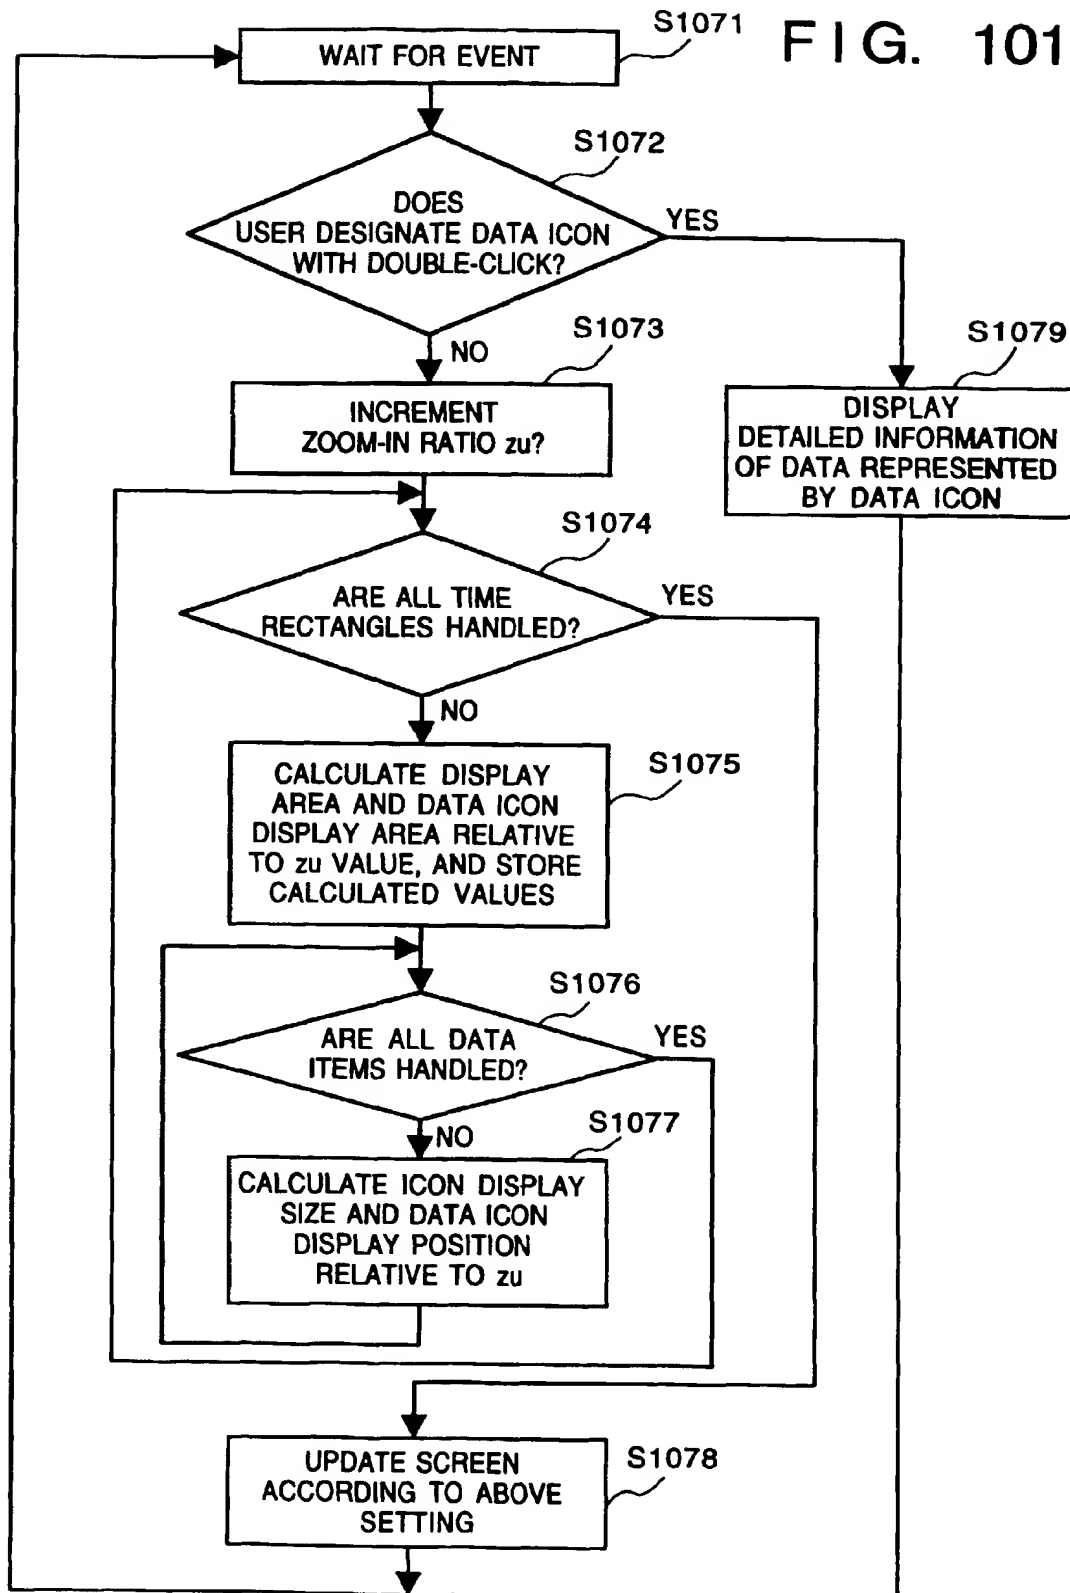 FIG. 101
S1071
WAIT FOR EVENT
S1072
DOES
USER DESIGNATE DATA ICON
WITH DOUBLE-CLICK?
YES
NO
S1073
INCREMENT
ZOOM-IN RATIO zu?
S1079
DISPLAY
DETAILED INFORMATION
OF DATA REPRESENTED
BY DATA ICON
S1074
ARE ALL TIME
RECTANGLES HANDLED?
YES
NO
S1075
CALCULATE DISPLAY
AREA AND DATA ICON
DISPLAY AREA RELATIVE
TO zu VALUE, AND STORE
CALCULATED VALUES
S1076
ARE ALL DATA
ITEMS HANDLED?
YES
NO
S1077
CALCULATE ICON DISPLAY
SIZE AND DATA ICON
DISPLAY POSITION
RELATIVE TO zu
S1078
UPDATE SCREEN
ACCORDING TO ABOVE
SETTING